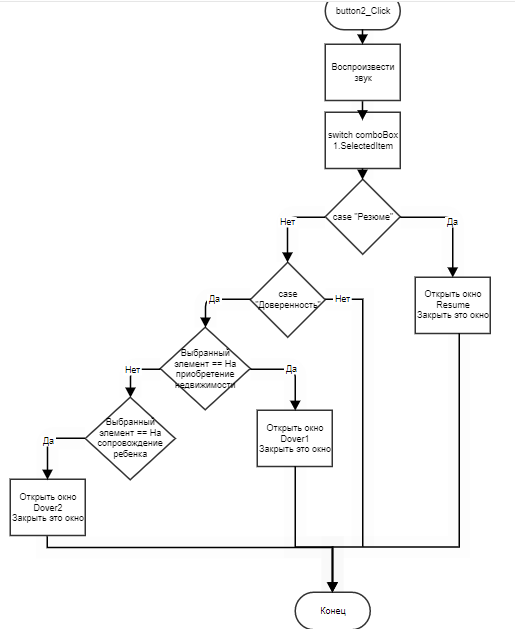 button2_Click
Воспроизвести
звук
switch comboBox
1.SelectedItem
case "Резюме"
Нет
Да
case
"Доверенность"
Открыть окно
Resume
Закрыть это окно
Да
Нет
Выбранный
элемент == На
приобретение
недвижимости
Нет
Да
Выбранный
элемент == На
сопровождение
ребенка
Открыть окно
Dover1
Закрыть это окно
Да
Открыть окно
Dover2
Закрыть это окно
Конец